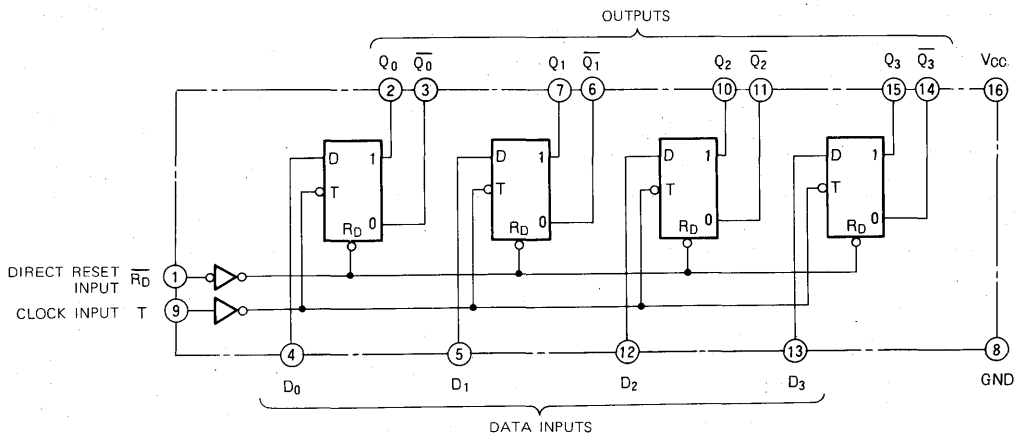 OUTPUTS
Q0 Q̅0̅ Q1 Q̅1̅ Q2 Q̅2̅ Q3 Q̅3̅ VCC
2 3 7 6 10 11 15 14 16
D 1 D 1 D 1 D 1
T T T T
RD 0 RD 0 RD 0 RD 0
DIRECT RESET
INPUT R̅D̅ 1
CLOCK INPUT T 9
4 5 12 13 8
D0 D1 D2 D3 GND
DATA INPUTS